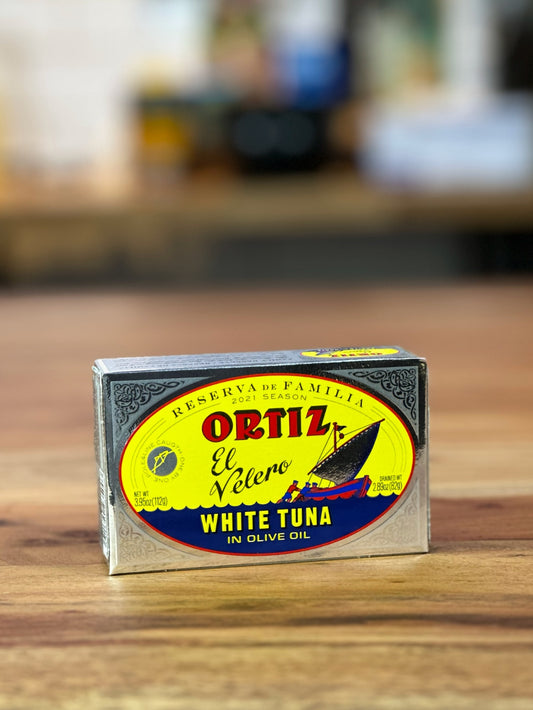 RESERVA DE FAMILIA
2021 SEASON
ORTIZ
El
Velero
NET WT
3.95oz(112g)
DRAINED WT
2.89oz(82g)
WHITE TUNA
IN OLIVE OIL